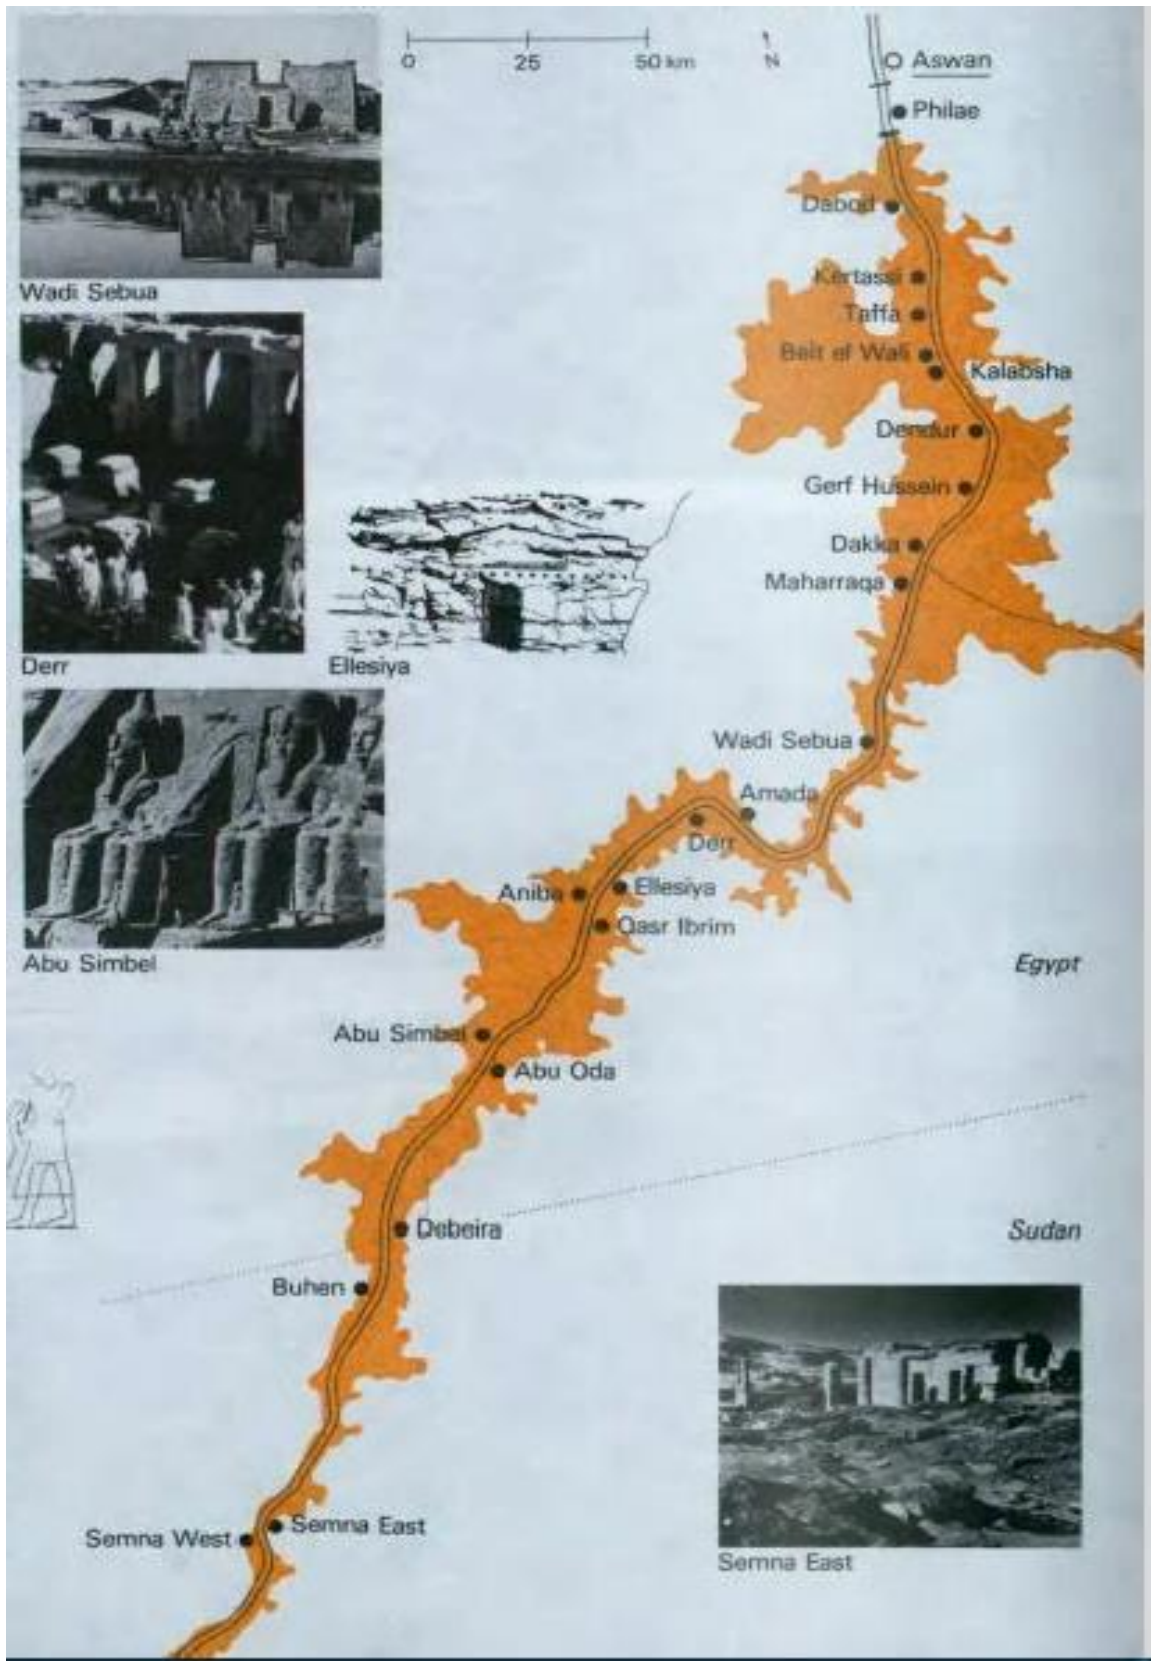 0 25 50 km
N
Aswan
Philae
Wadi Sebua
Dabod
Kertassi
Taffa
Beit el Wali
Kalabsha
Dendur
Gerf Hussein
Dakka
Maharraqa
Derr
Ellesiya
Wadi Sebua
Amada
Derr
Aniba
Ellesiya
Qasr Ibrim
Abu Simbel
Egypt
Abu Simbel
Abu Oda
Debeira
Sudan
Buhen
Semna West
Semna East
Semna East